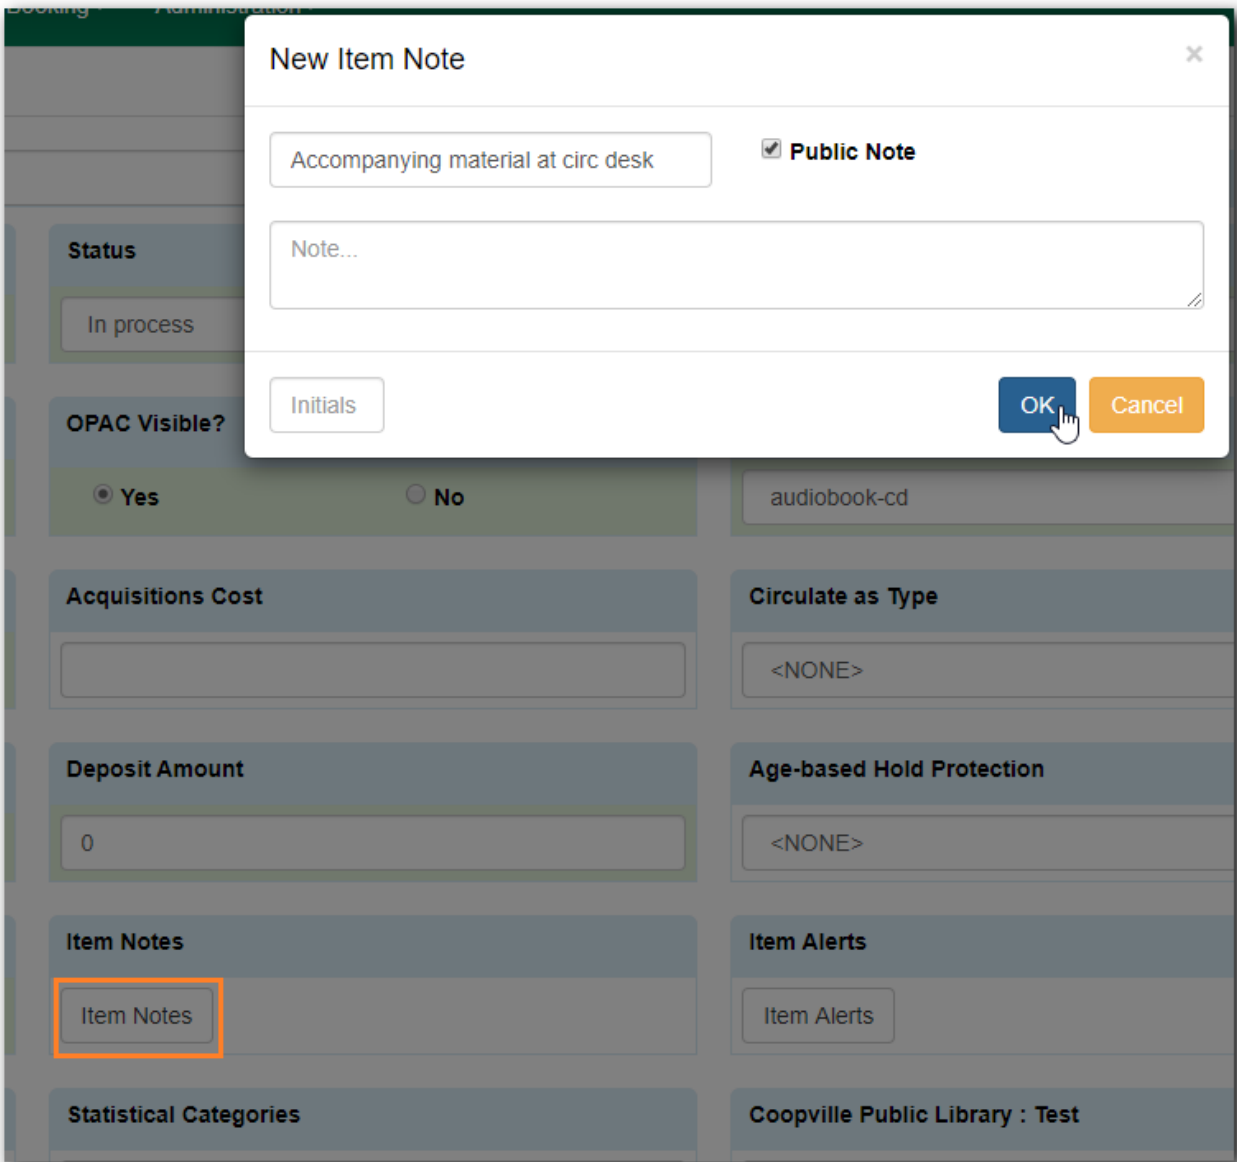 Booking Administration
New Item Note
×
Accompanying material at circ desk
Public Note
Note...
Initials
OK
Cancel
Status
In process
OPAC Visible?
Yes
No
audiobook-cd
Acquisitions Cost
Circulate as Type
<NONE>
Deposit Amount
Age-based Hold Protection
0
<NONE>
Item Notes
Item Alerts
Item Notes
Item Alerts
Statistical Categories
Coopville Public Library : Test